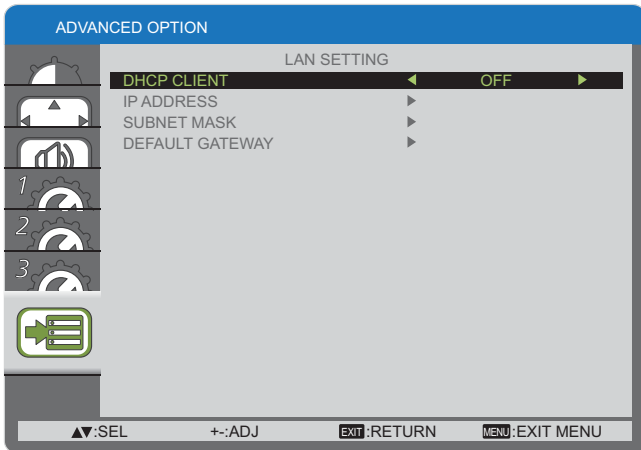 ADVANCED OPTION
LAN SETTING
DHCP CLIENT ◀ OFF ▶
IP ADDRESS ▶
SUBNET MASK ▶
DEFAULT GATEWAY ▶
1
2
3
▲▼:SEL +-:ADJ EXIT:RETURN MENU:EXIT MENU